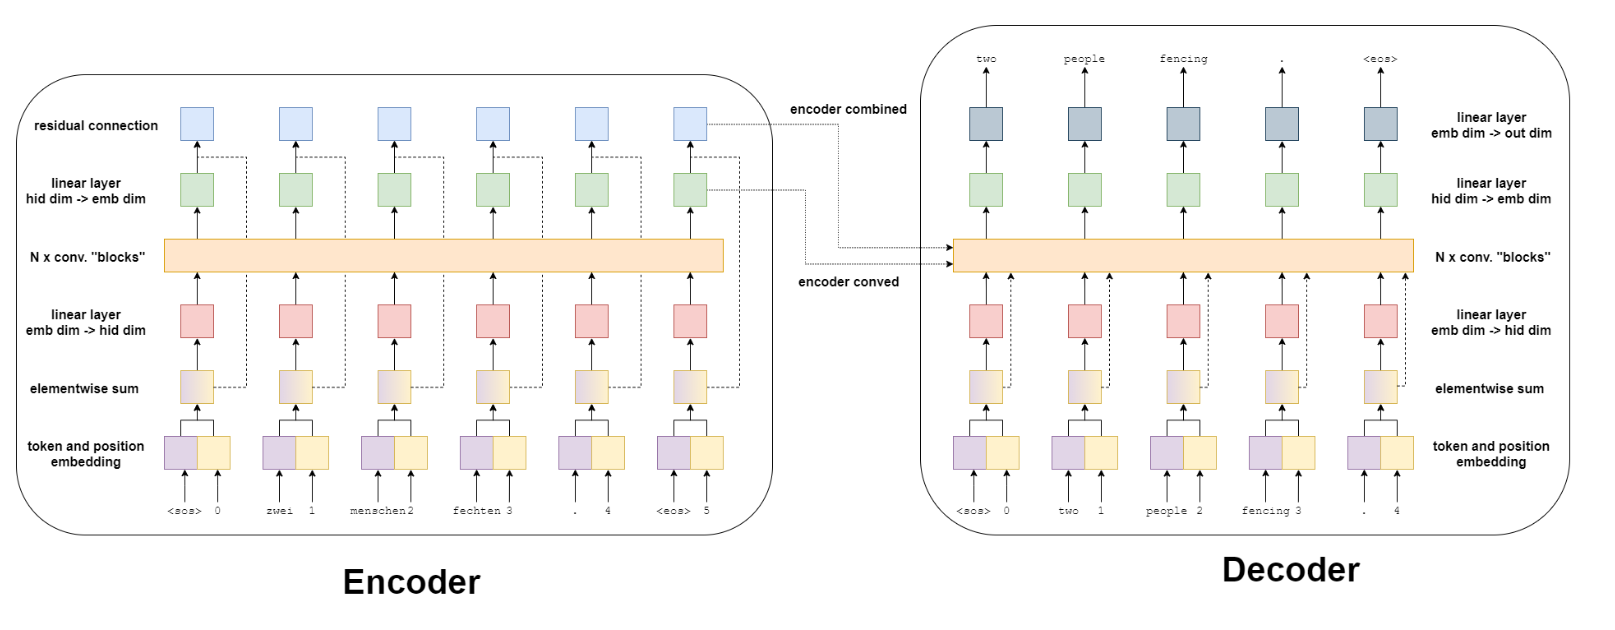 two people fencing . <eos>
encoder combined
residual connection
linear layer
emb dim -> out dim
linear layer
hid dim -> emb dim
linear layer
hid dim -> emb dim
N x conv. "blocks"
N x conv. "blocks"
encoder conved
linear layer
emb dim -> hid dim
linear layer
emb dim -> hid dim
elementwise sum
elementwise sum
token and position
embedding
token and position
embedding
<sos> 0 zwei 1 menschen 2 fechten 3 . 4 <eos> 5
<sos> 0 two 1 people 2 fencing 3 . 4
Encoder
Decoder